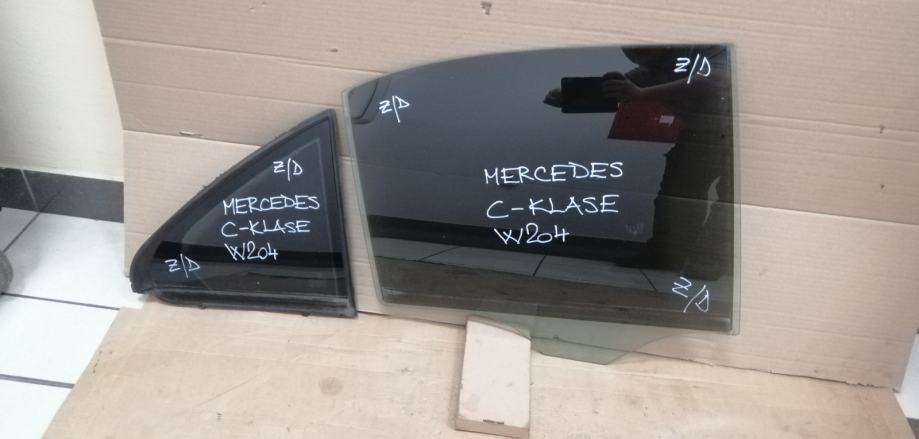 Z/D
MERCEDES
C-KLASE
W204
Z/D
Z/D
Z/D
MERCEDES
C-KLASE
W204
Z/D